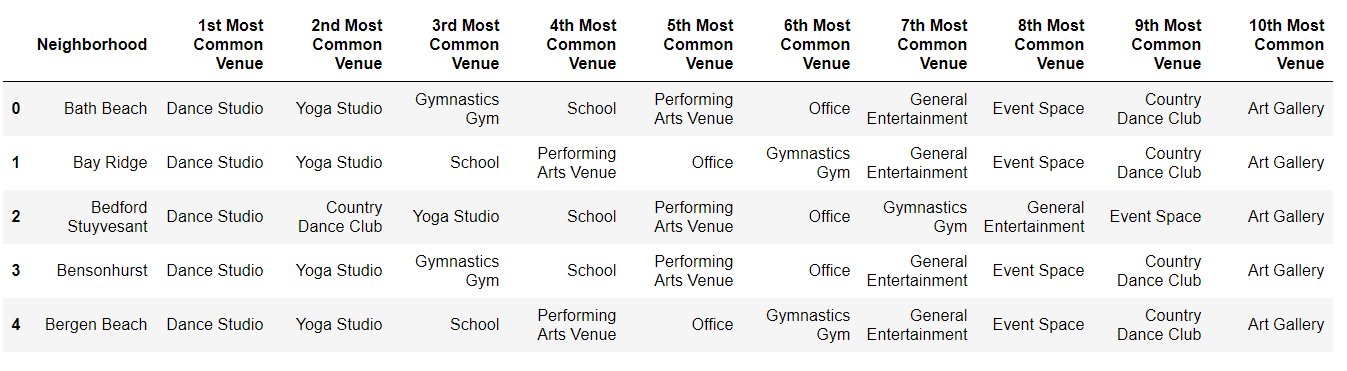 Neighborhood 1st Most Common Venue 2nd Most Common Venue 3rd Most Common Venue 4th Most Common Venue 5th Most Common Venue 6th Most Common Venue 7th Most Common Venue 8th Most Common Venue 9th Most Common Venue 10th Most Common Venue
0 Bath Beach Dance Studio Yoga Studio Gymnastics Gym School Performing Arts Venue Office General Entertainment Event Space Country Dance Club Art Gallery
1 Bay Ridge Dance Studio Yoga Studio School Performing Arts Venue Office Gymnastics Gym General Entertainment Event Space Country Dance Club Art Gallery
2 Bedford Stuyvesant Dance Studio Country Dance Club Yoga Studio School Performing Arts Venue Office Gymnastics Gym General Entertainment Event Space Art Gallery
3 Bensonhurst Dance Studio Yoga Studio Gymnastics Gym School Performing Arts Venue Office General Entertainment Event Space Country Dance Club Art Gallery
4 Bergen Beach Dance Studio Yoga Studio School Performing Arts Venue Office Gymnastics Gym General Entertainment Event Space Country Dance Club Art Gallery